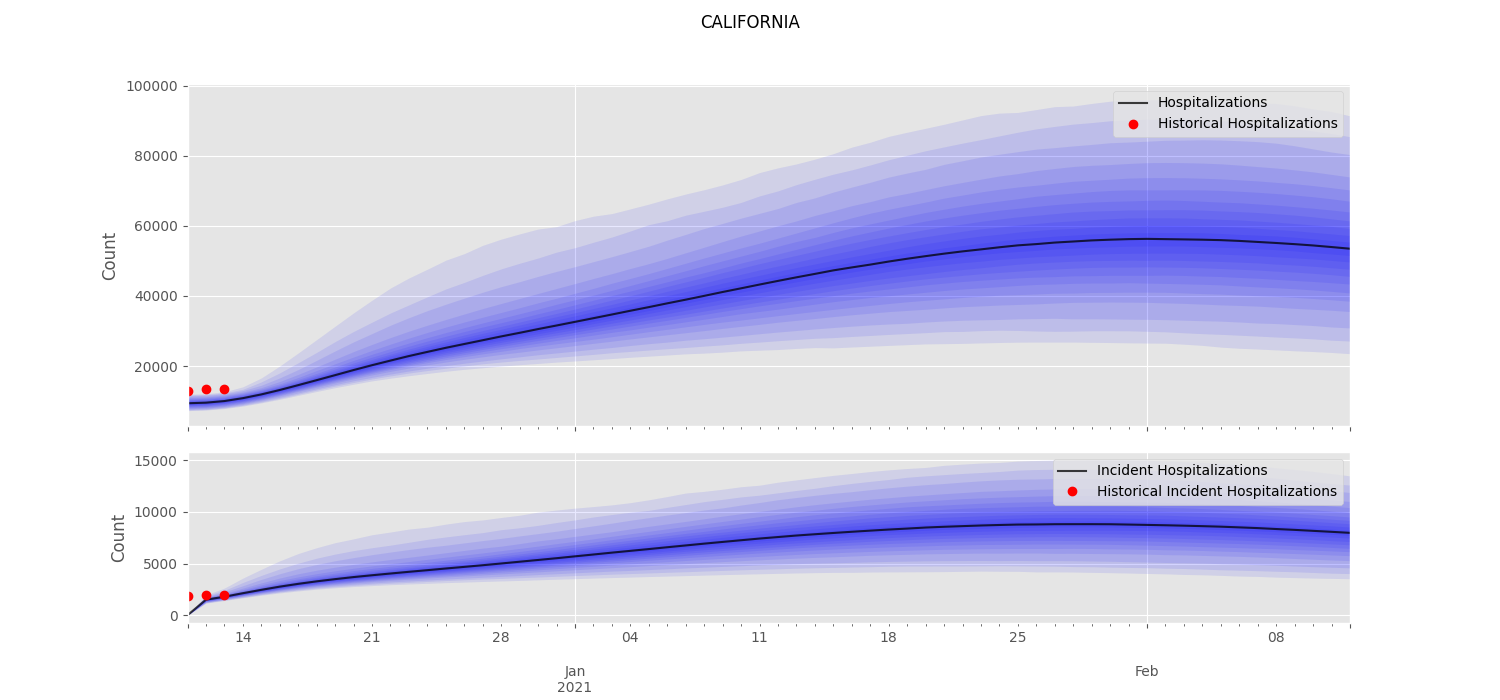 CALIFORNIA
100000
80000
60000
40000
20000
Count
Hospitalizations
Historical Hospitalizations
15000
10000
5000
0
Count
Incident Hospitalizations
Historical Incident Hospitalizations
14 21 28 04 11 18 25 08
Jan Feb
2021